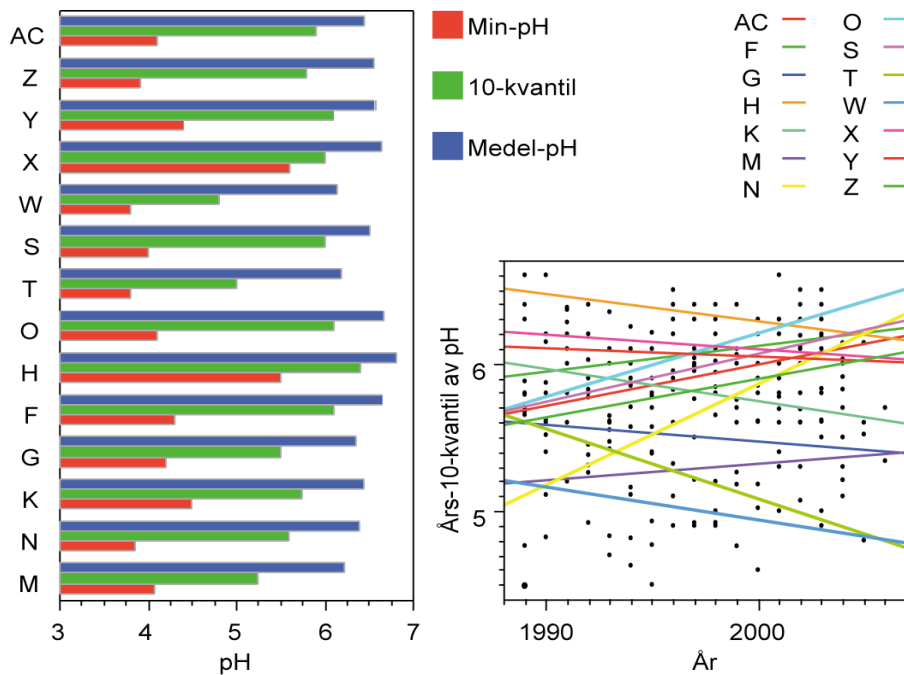 AC
Z
Y
X
W
S
T
O
H
F
G
K
N
M
3 4 5 6 7
pH
Min-pH
10-kvantil
Medel-pH
AC O
F S
G T
H W
K X
M Y
N Z
Års-10-kvantil av pH
6
5
1990 2000
År